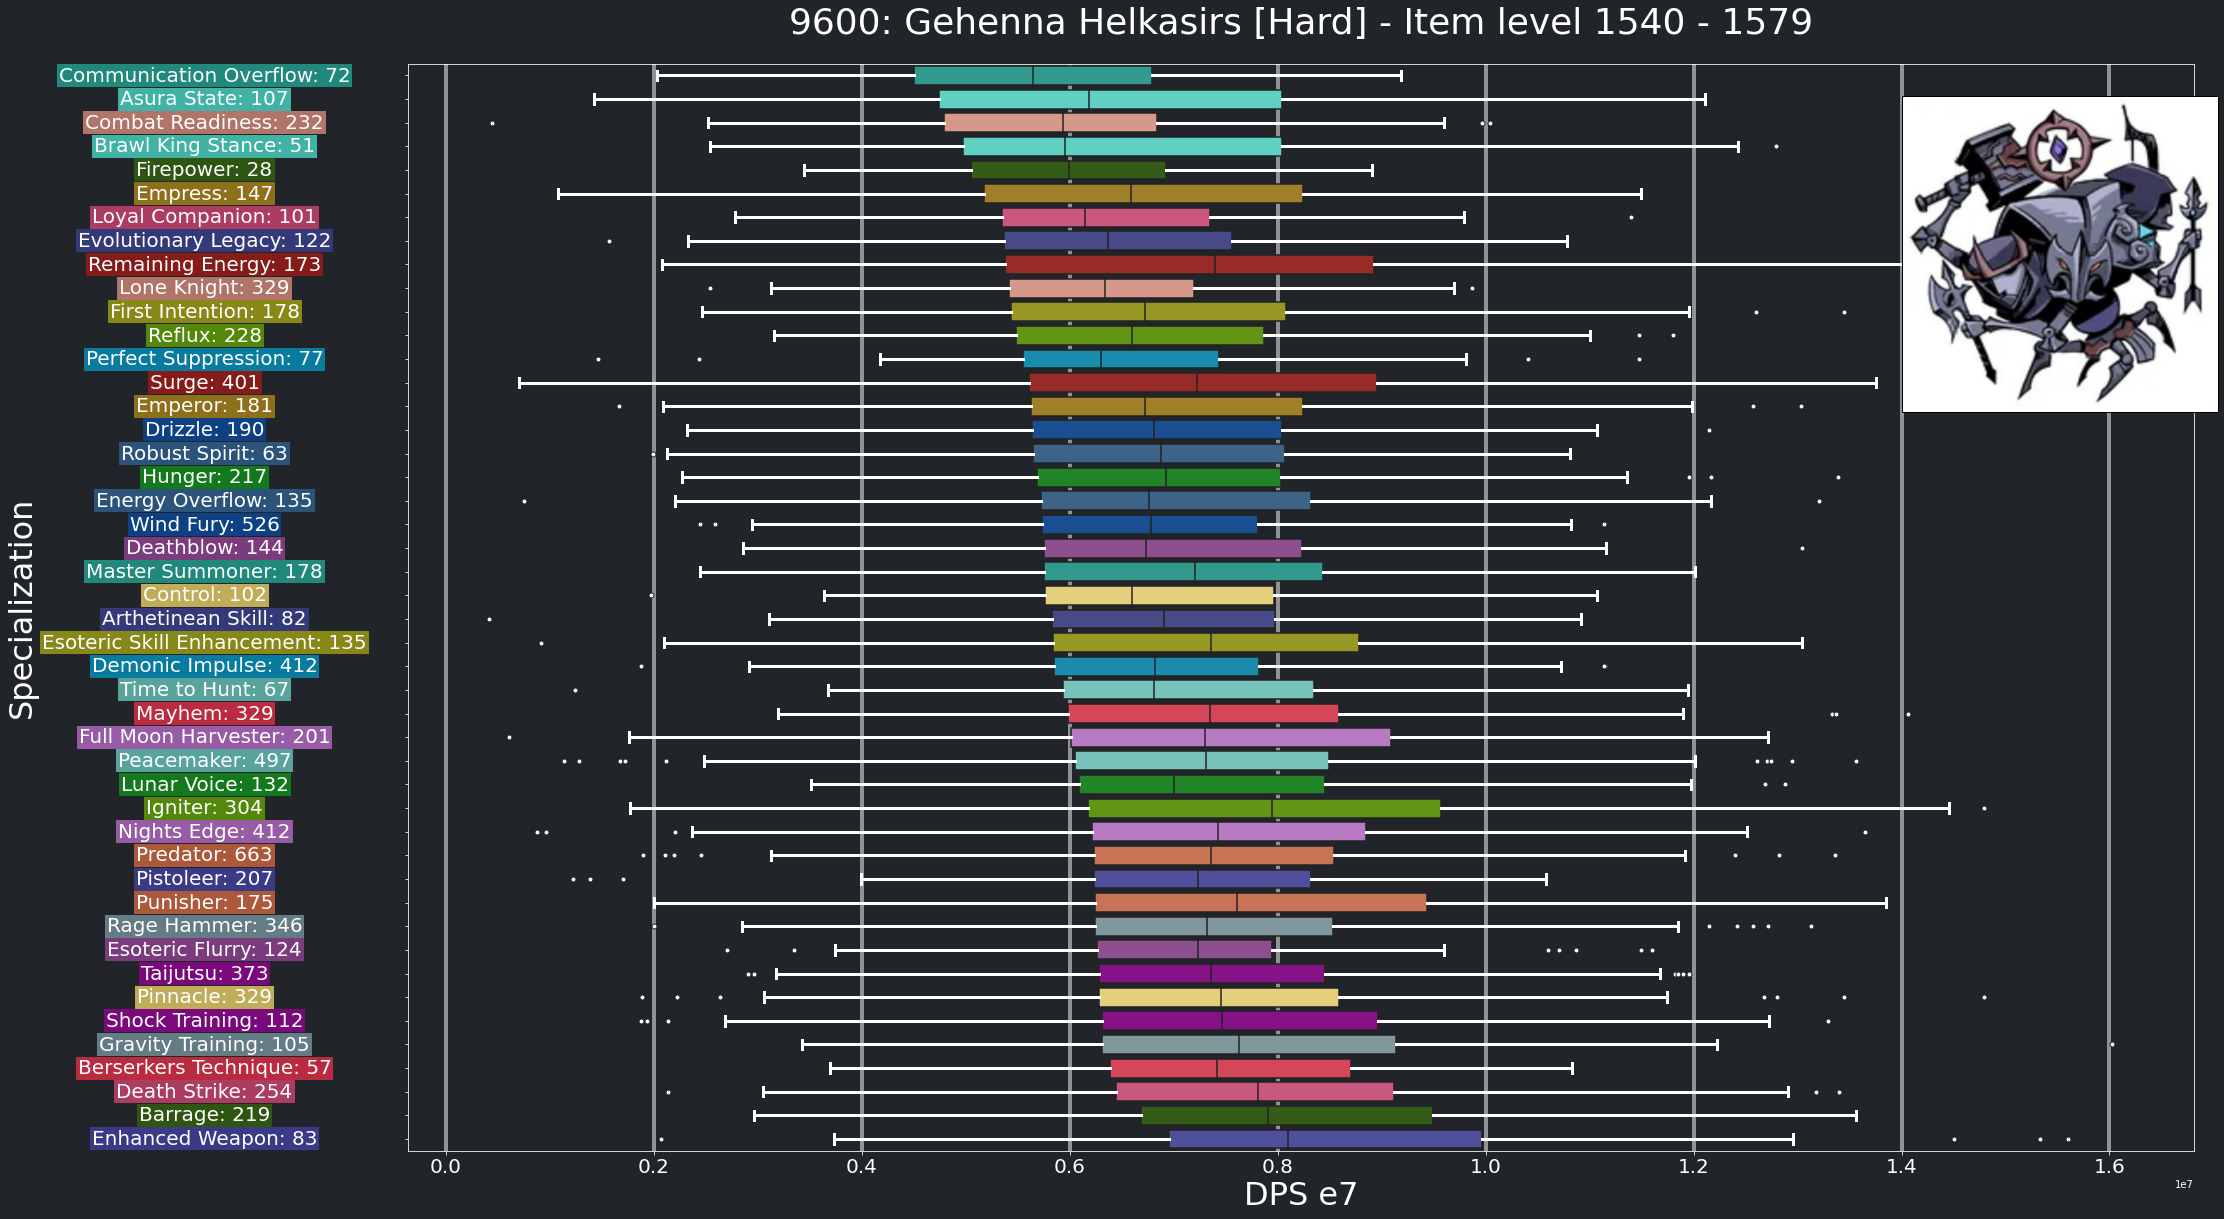 9600: Gehenna Helkasirs [Hard] - Item level 1540 - 1579
Specialization
Communication Overflow: 72
Asura State: 107
Combat Readiness: 232
Brawl King Stance: 51
Firepower: 28
Empress: 147
Loyal Companion: 101
Evolutionary Legacy: 122
Remaining Energy: 173
Lone Knight: 329
First Intention: 178
Reflux: 228
Perfect Suppression: 77
Surge: 401
Emperor: 181
Drizzle: 190
Robust Spirit: 63
Hunger: 217
Energy Overflow: 135
Wind Fury: 526
Deathblow: 144
Master Summoner: 178
Control: 102
Arthetinean Skill: 82
Esoteric Skill Enhancement: 135
Demonic Impulse: 412
Time to Hunt: 67
Mayhem: 329
Full Moon Harvester: 201
Peacemaker: 497
Lunar Voice: 132
Igniter: 304
Nights Edge: 412
Predator: 663
Pistoleer: 207
Punisher: 175
Rage Hammer: 346
Esoteric Flurry: 124
Taijutsu: 373
Pinnacle: 329
Shock Training: 112
Gravity Training: 105
Berserkers Technique: 57
Death Strike: 254
Barrage: 219
Enhanced Weapon: 83
0.0 0.2 0.4 0.6 0.8 1.0 1.2 1.4 1.6
1e7
DPS e7